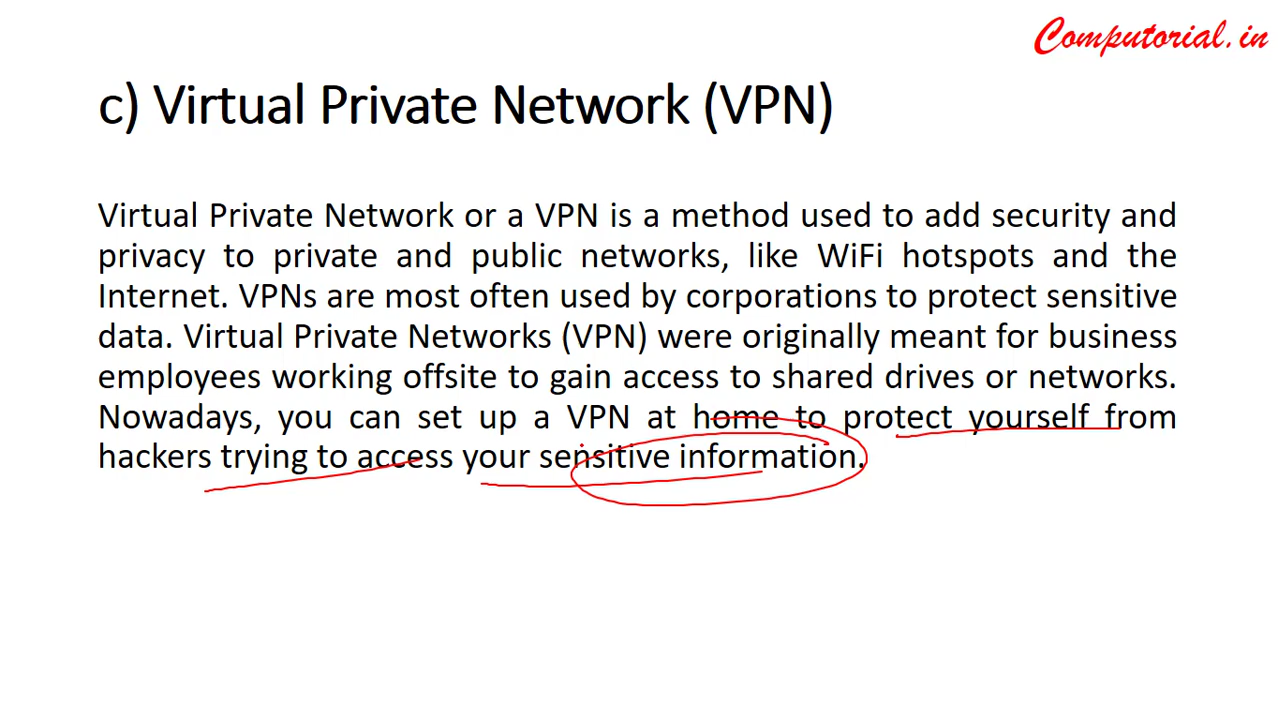 Computorial.in
c) Virtual Private Network (VPN)
Virtual Private Network or a VPN is a method used to add security and
privacy to private and public networks, like WiFi hotspots and the
Internet. VPNs are most often used by corporations to protect sensitive
data. Virtual Private Networks (VPN) were originally meant for business
employees working offsite to gain access to shared drives or networks.
Nowadays, you can set up a VPN at home to protect yourself from
hackers trying to access your sensitive information.